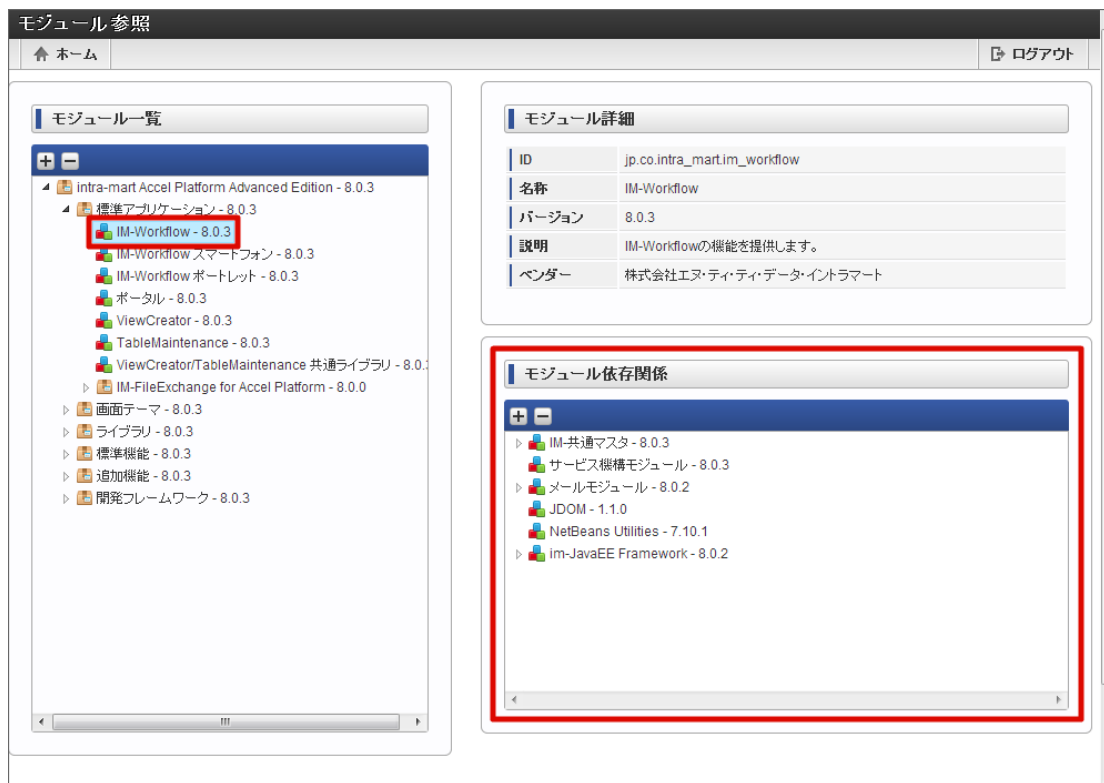 モジュール参照
ホーム
ログアウト
モジュール一覧
intra-mart Accel Platform Advanced Edition - 8.0.3
標準アプリケーション - 8.0.3
IM-Workflow - 8.0.3
IM-Workflow スマートフォン - 8.0.3
IM-Workflow ポートレット - 8.0.3
ポータル - 8.0.3
ViewCreator - 8.0.3
TableMaintenance - 8.0.3
ViewCreator/TableMaintenance 共通ライブラリ - 8.0.
IM-FileExchange for Accel Platform - 8.0.0
画面テーマ - 8.0.3
ライブラリ - 8.0.3
標準機能 - 8.0.3
追加機能 - 8.0.3
開発フレームワーク - 8.0.3
モジュール詳細
ID jp.co.intra_mart.im_workflow
名称 IM-Workflow
バージョン 8.0.3
説明 IM-Workflowの機能を提供します。
ベンダー 株式会社エヌ・ティ・ティ・データ・イントラマート
モジュール依存関係
IM-共通マスタ - 8.0.3
サービス機構モジュール - 8.0.3
メールモジュール - 8.0.2
JDOM - 1.1.0
NetBeans Utilities - 7.10.1
im-JavaEE Framework - 8.0.2